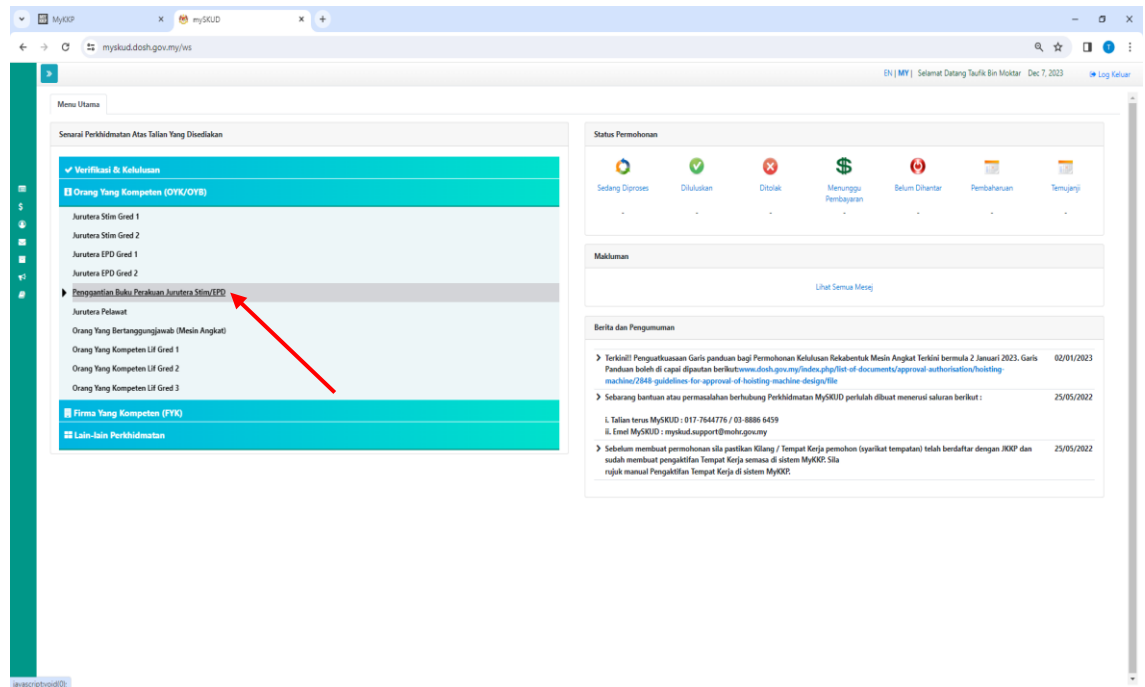 MyKKP
mySKUD
myskud.dosh.gov.my/ws
EN | MY | Selamat Datang Taufik Bin Moktar Dec 7, 2023 Log Keluar
Menu Utama
Senarai Perkhidmatan Atas Talian Yang Disediakan
Verifikasi & Kelulusan
Orang Yang Kompeten (OYK/OYB)
Jurutera Stim Gred 1
Jurutera Stim Gred 2
Jurutera EPD Gred 1
Jurutera EPD Gred 2
Penggantian Buku Perakuan Jurutera Stim/EPD
Jurutera Pelawat
Orang Yang Bertanggungjawab (Mesin Angkat)
Orang Yang Kompeten Lif Gred 1
Orang Yang Kompeten Lif Gred 2
Orang Yang Kompeten Lif Gred 3
Firma Yang Kompeten (FYK)
Lain-lain Perkhidmatan
Status Permohonan
Sedang Diproses
Diluluskan
Ditolak
Menunggu
Pembayaran
Belum Dihantar
Pembaharuan
Temujanji
- - - - - - -
Makluman
Lihat Semua Mesej
Berita dan Pengumuman
Terkini!! Penguatkuasaan Garis panduan bagi Permohonan Kelulusan Rekabentuk Mesin Angkat Terkini bermula 2 Januari 2023. Garis 02/01/2023
Panduan boleh di capai dipautan berikut:www.dosh.gov.my/index.php/list-of-documents/approval-authorisation/hoisting-
machine/2848-guidelines-for-approval-of-hoisting-machine-design/file
Sebarang bantuan atau permasalahan berhubung Perkhidmatan MySKUD perlulah dibuat menerusi saluran 25/05/2022
berikut :
i. Talian terus MySKUD : 017-7644776 / 03-8886 6459
ii. Emel MySKUD : myskud.support@mohr.gov.my
Sebelum membuat permohonan sila pastikan Kilang / Tempat Kerja pemohon (syarikat tempatan) telah berdaftar dengan JKKP dan 25/05/2022
sudah membuat pengaktifan Tempat Kerja semasa di sistem MyKKP. Sila
rujuk manual Pengaktifan Tempat Kerja di sistem MyKKP.
javascript:void(0);